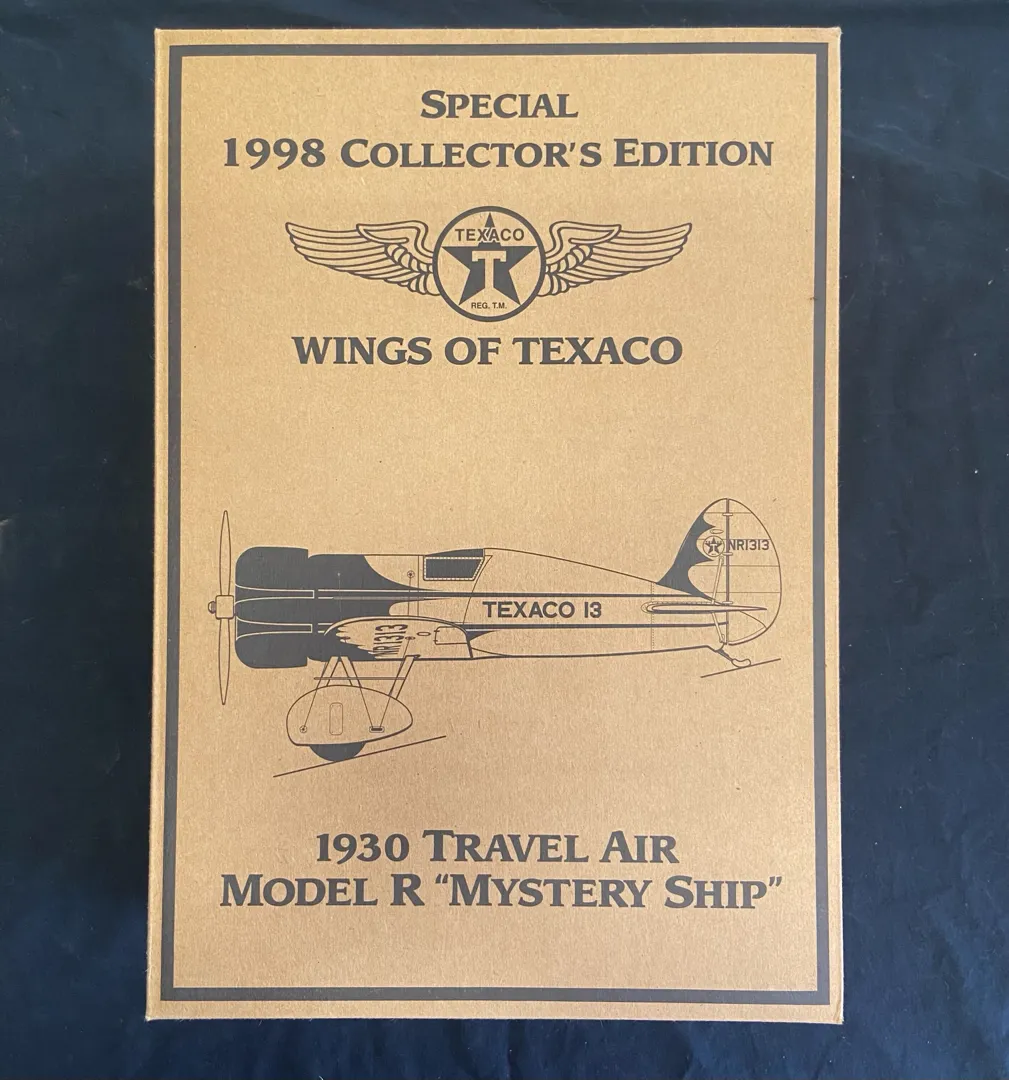 SPECIAL
1998 COLLECTOR'S EDITION
TEXACO
T
REG. T.M.
WINGS OF TEXACO
NR1313
TEXACO 13
NR1313
1930 TRAVEL AIR
MODEL R “MYSTERY SHIP”